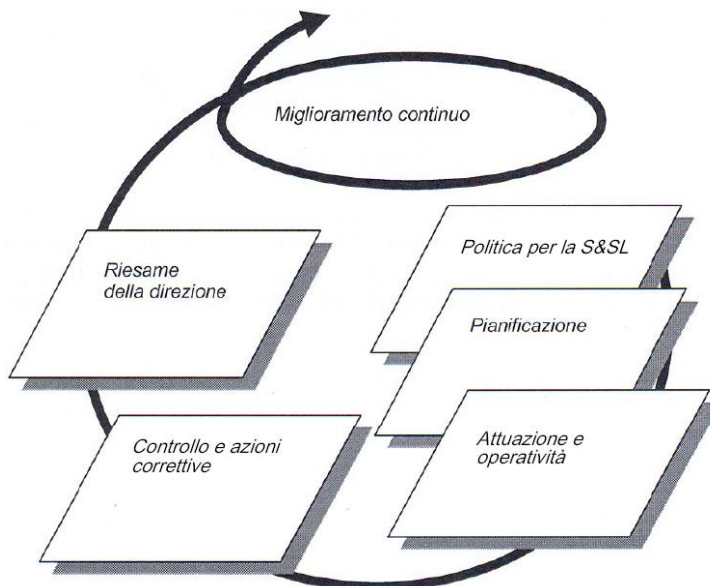 Miglioramento continuo
Politica per la S&SL
Pianificazione
Attuazione e
operatività
Controllo e azioni
correttive
Riesame
della direzione